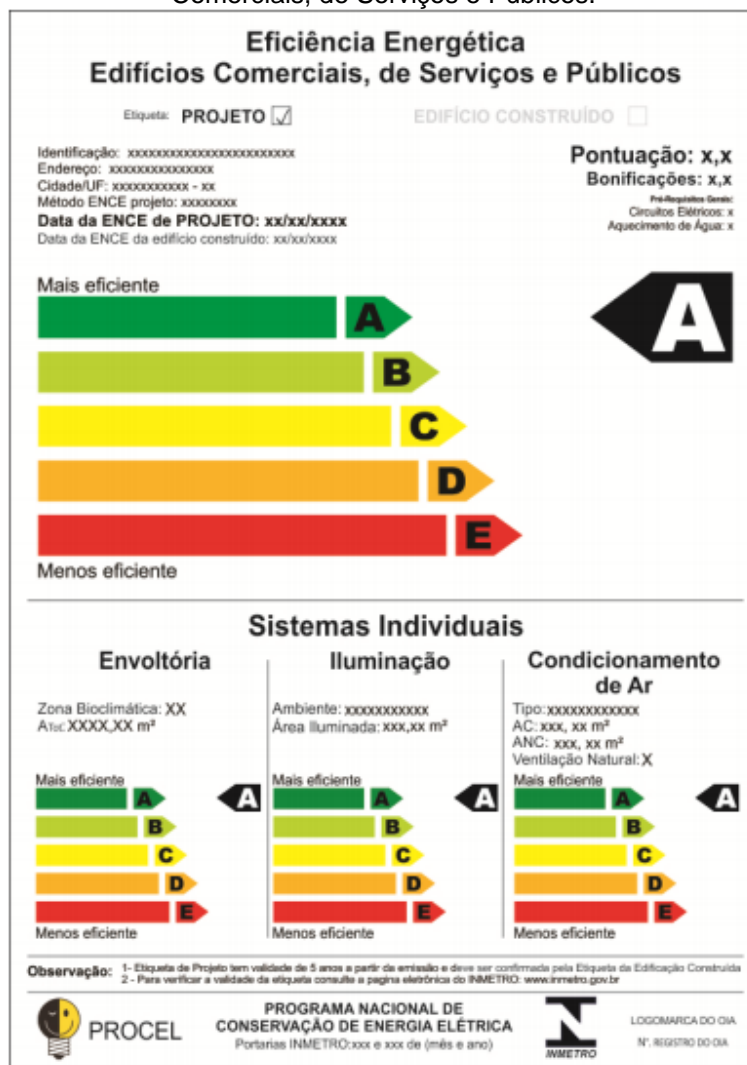 Comerciais, de Serviços e Públicos.
Eficiência Energética
Edifícios Comerciais, de Serviços e Públicos
Etiqueta: PROJETO EDIFÍCIO CONSTRUÍDO
Identificação: xxxxxxxxxxxxxxxxxxxxxxxx
Endereço: xxxxxxxxxxxxxxx
Cidade/UF: xxxxxxxxxxx - xx
Método ENCE projeto: xxxxxxxx
Data da ENCE de PROJETO: xx/xx/xxxx
Data da ENCE da edifício construído: xx/xx/xxxx
Pontuação: x,x
Bonificações: x,x
Pré-Requisitos Gerais:
Circuitos Elétricos: x
Aquecimento de Água: x
Mais eficiente
A
A
B
C
D
E
Menos eficiente
Sistemas Individuais
Envoltória
Zona Bioclimática: XX
ATot: XXXX,XX m²
Mais eficiente
A
A
B
C
D
E
Menos eficiente
Iluminação
Ambiente: xxxxxxxxxxx
Área Iluminada: xxx,xx m²
Mais eficiente
A
A
B
C
D
E
Menos eficiente
Condicionamento
de Ar
Tipo: xxxxxxxxxxxx
AC: xxx, xx m²
ANC: xxx, xx m²
Ventilação Natural: X
Mais eficiente
A
A
B
C
D
E
Menos eficiente
Observação: 1- Etiqueta de Projeto tem validade de 5 anos a partir da emissão e deve ser confirmada pela Etiqueta da Edificação Construída
2 - Para verificar a validade da etiqueta consulte a pagina eletrônica do INMETRO: www.inmetro.gov.br
PROCEL
PROGRAMA NACIONAL DE
CONSERVAÇÃO DE ENERGIA ELÉTRICA
Portarias INMETRO:xxx e xxx de (mês e ano)
INMETRO
LOGOMARCA DO OIA
Nº. REGISTRO DO OIA